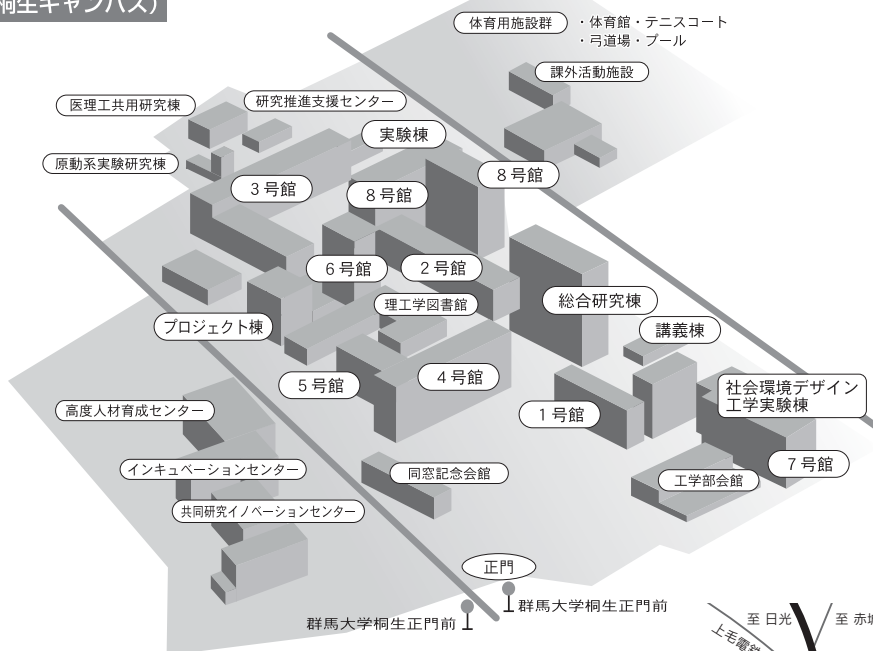 桐生キャンパス）
体育用施設群
・体育館・テニスコート
・弓道場・プール
課外活動施設
医理工共用研究棟
研究推進支援センター
実験棟
原動系実験研究棟
3号館
8号館
8号館
6号館
2号館
総合研究棟
理工学図書館
プロジェクト棟
講義棟
5号館
4号館
社会環境デザイン
工学実験棟
高度人材育成センター
1号館
インキュベーションセンター
同窓記念会館
7号館
工学部会館
共同研究イノベーションセンター
正門
群馬大学桐生正門前
群馬大学桐生正門前
至 日光
至 赤城
上毛電鉄